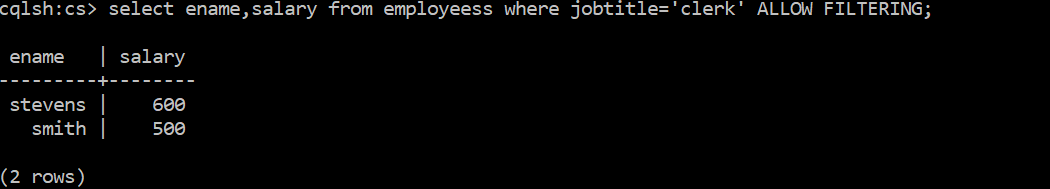 cqlsh:cs> select ename,salary from employeess where jobtitle='clerk' ALLOW FILTERING;
 ename   | salary
---------+--------
 stevens |    600
   smith |    500
(2 rows)